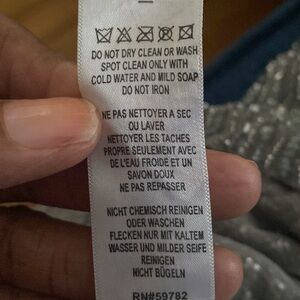 DO NOT DRY CLEAN OR WASH
SPOT CLEAN ONLY WITH
COLD WATER AND MILD SOAP
DO NOT IRON
NE PAS NETTOYER A SEC
OU LAVER
NETTOYER LES TACHES
PROPRE SEULEMENT AVEC
DE L'EAU FROIDE ET UN
SAVON DOUX
NE PAS REPASSER
NICHT CHEMISCH REINIGEN
ODER WASCHEN
FLECKEN NUR MIT KALTEM
WASSER UND MILDER SEIFE
REINIGEN
NICHT BÜGELN
RN#59782